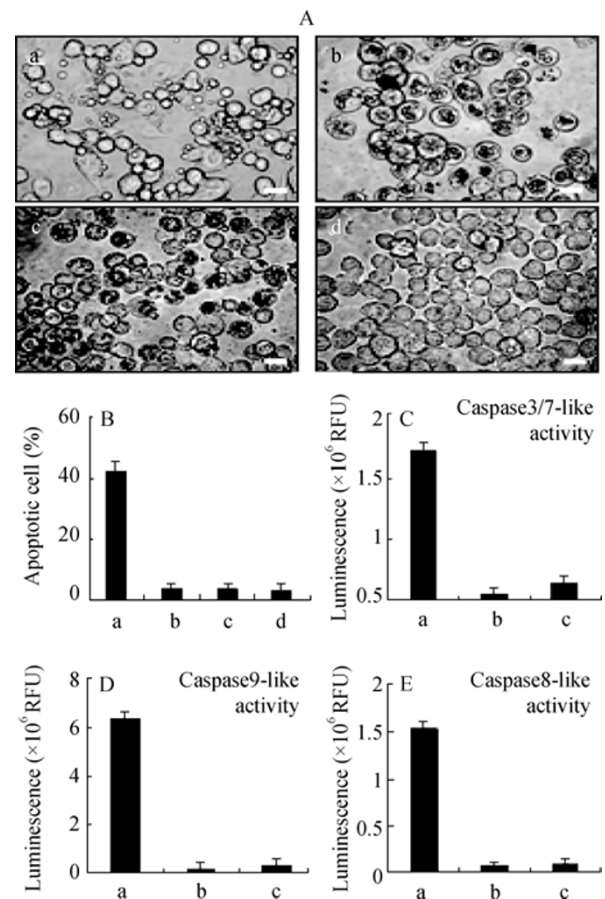 A
a
b
c
d
B
Apoptotic cell (%)
60
40
20
0
a b c d
C
Caspase3/7-like
activity
Luminescence (×10⁶ RFU)
2
1.5
1
0.5
a b c
D
Caspase9-like
activity
Luminescence (×10⁶ RFU)
8
6
4
2
0
a b c
E
Caspase8-like
activity
Luminescence (×10⁶ RFU)
2
1.5
1
0.5
0
a b c